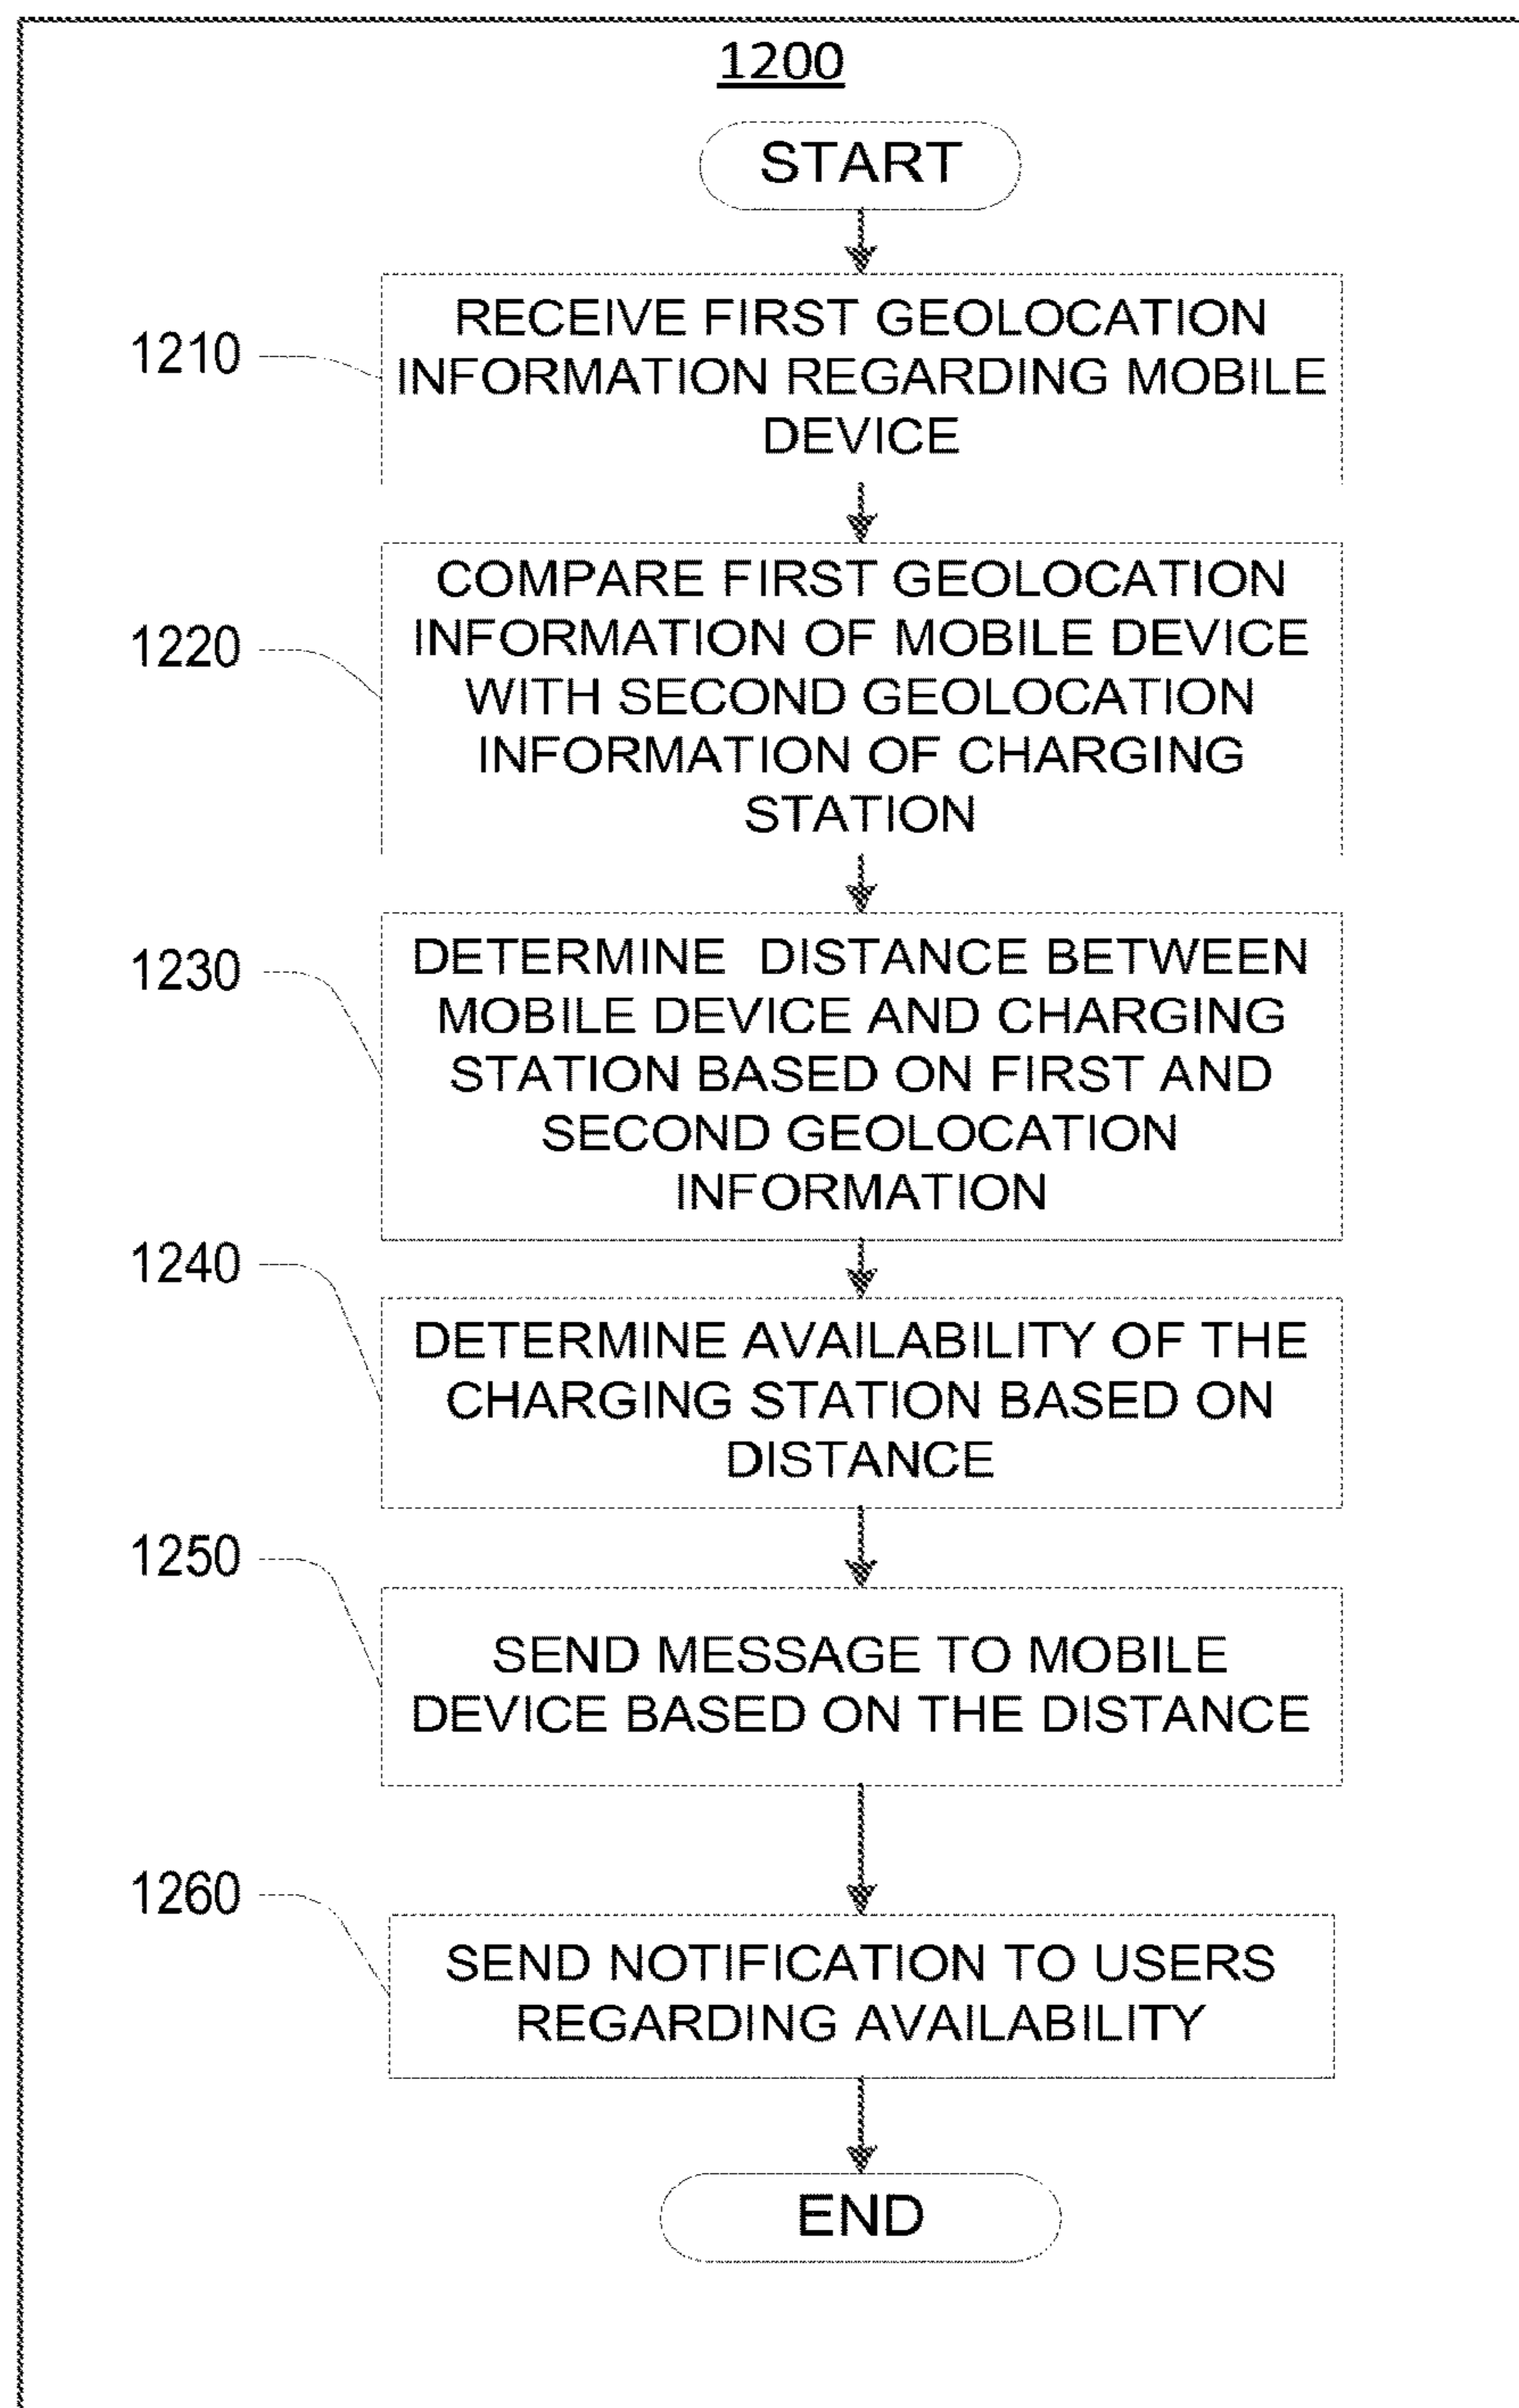 1200
START
1210
RECEIVE FIRST GEOLOCATION
INFORMATION REGARDING MOBILE
DEVICE
1220
COMPARE FIRST GEOLOCATION
INFORMATION OF MOBILE DEVICE
WITH SECOND GEOLOCATION
INFORMATION OF CHARGING
STATION
1230
DETERMINE DISTANCE BETWEEN
MOBILE DEVICE AND CHARGING
STATION BASED ON FIRST AND
SECOND GEOLOCATION
INFORMATION
1240
DETERMINE AVAILABILITY OF THE
CHARGING STATION BASED ON
DISTANCE
1250
SEND MESSAGE TO MOBILE
DEVICE BASED ON THE DISTANCE
1260
SEND NOTIFICATION TO USERS
REGARDING AVAILABILITY
END